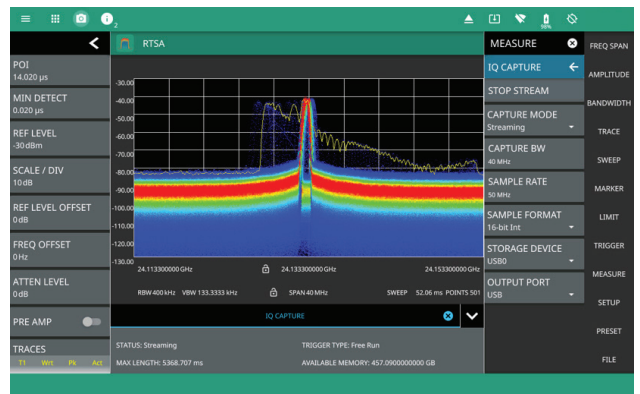 2
98%
RTSA
POI
14.020 µs
MIN DETECT
0.020 µs
REF LEVEL
-30 dBm
SCALE / DIV
10 dB
REF LEVEL OFFSET
0 dB
FREQ OFFSET
0 Hz
ATTEN LEVEL
0 dB
PRE AMP
TRACES
T1 Wrt Pk Act
-30.00
-40.00
-50.00
-60.00
-70.00
-80.00
-90.00
-100.00
-110.00
-120.00
-130.00
24.113300000 GHz 24.133300000 GHz 24.153300000 GHz
RBW 400 kHz VBW 133.3333 kHz SPAN 40 MHz SWEEP 52.06 ms POINTS 501
IQ CAPTURE
STATUS: Streaming TRIGGER TYPE: Free Run
MAX LENGTH: 5368.707 ms AVAILABLE MEMORY: 457.0900000000 GB
MEASURE
IQ CAPTURE
STOP STREAM
CAPTURE MODE
Streaming
CAPTURE BW
40 MHz
SAMPLE RATE
50 MHz
SAMPLE FORMAT
16-bit Int
STORAGE DEVICE
USB0
OUTPUT PORT
USB
FREQ SPAN
AMPLITUDE
BANDWIDTH
TRACE
SWEEP
MARKER
LIMIT
TRIGGER
MEASURE
SETUP
PRESET
FILE